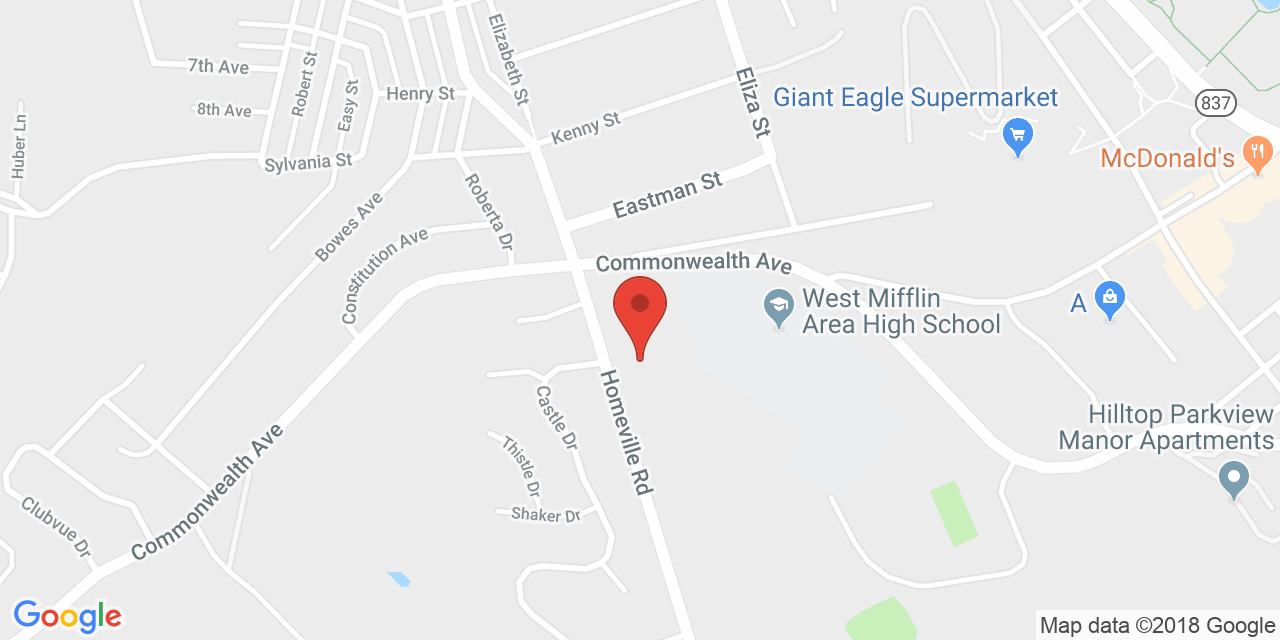 Elizabeth St
7th Ave
Robert St
Easy St
Henry St
8th Ave
Huber Ln
Sylvania St
Kenny St
Eliza St
Giant Eagle Supermarket
837
McDonald's
Roberta Dr
Eastman St
Bowes Ave
Constitution Ave
Commonwealth Ave
West Mifflin
Area High School
A
Homeville Rd
Castle Dr
Thistle Dr
Shaker Dr
Hilltop Parkview
Manor Apartments
Commonwealth Ave
Clubvue Dr
Google
Map data ©2018 Google